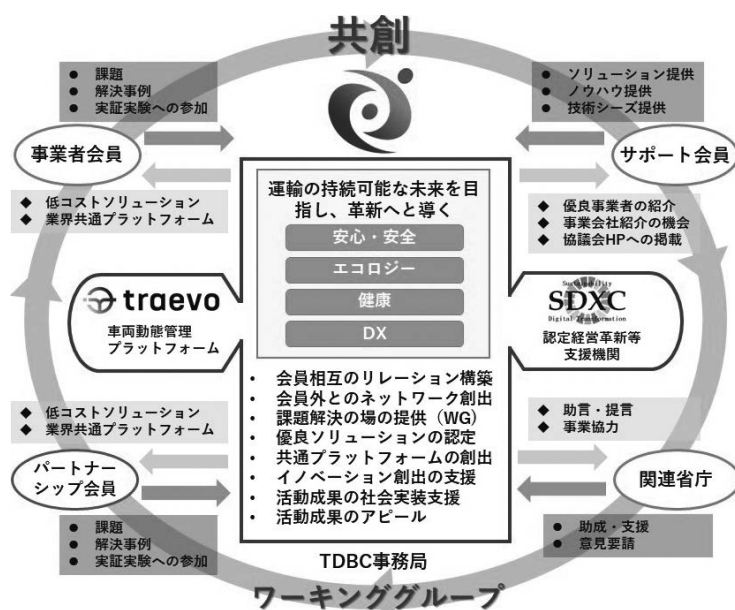 共創
● 課題
● 解決事例
● 実証実験への参加
● ソリューション提供
● ノウハウ提供
● 技術シーズ提供
事業者会員
サポート会員
◆ 低コストソリューション
◆ 業界共通プラットフォーム
運輸の持続可能な未来を目
指し、革新へと導く
安心・安全
エコロジー
健康
DX
◆ 優良事業者の紹介
◆ 事業会社紹介の機会
◆ 協議会HPへの掲載
traevo
車両動態管理
プラットフォーム
Sustainability
SDXC
Digital Transformation
認定経営革新等
支援機関
・ 会員相互のリレーション構築
・ 会員外とのネットワーク創出
・ 課題解決の場の提供（WG）
・ 優良ソリューションの認定
・ 共通プラットフォームの創出
・ イノベーション創出の支援
・ 活動成果の社会実装支援
・ 活動成果のアピール
◆ 低コストソリューション
◆ 業界共通プラットフォーム
◆ 助言・提言
◆ 事業協力
パートナー
シップ会員
関連省庁
● 課題
● 解決事例
● 実証実験への参加
● 助成・支援
● 意見要請
TDBC事務局
ワーキンググループ